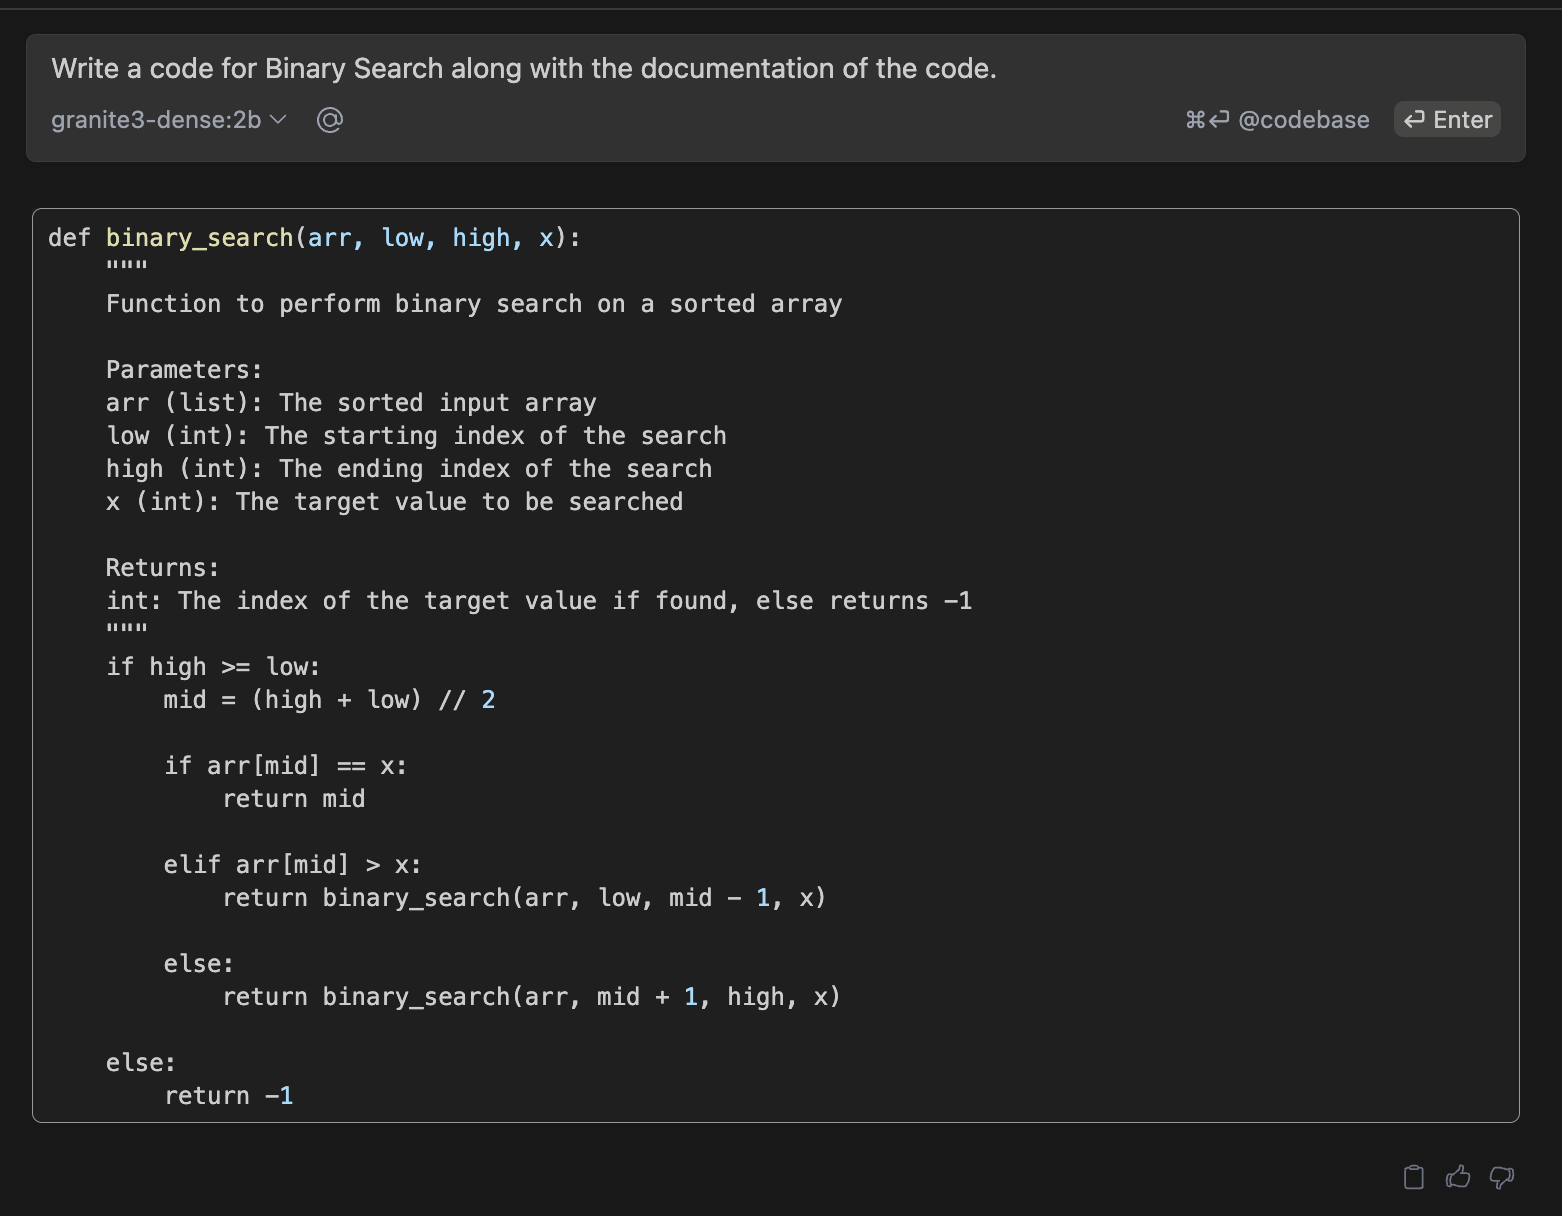 Write a code for Binary Search along with the documentation of the code.
granite3-dense:2b @ ⌘⏎ @codebase ⏎ Enter
def binary_search(arr, low, high, x):
    """
    Function to perform binary search on a sorted array

    Parameters:
    arr (list): The sorted input array
    low (int): The starting index of the search
    high (int): The ending index of the search
    x (int): The target value to be searched

    Returns:
    int: The index of the target value if found, else returns -1
    """
    if high >= low:
        mid = (high + low) // 2

        if arr[mid] == x:
            return mid

        elif arr[mid] > x:
            return binary_search(arr, low, mid - 1, x)

        else:
            return binary_search(arr, mid + 1, high, x)

    else:
        return -1